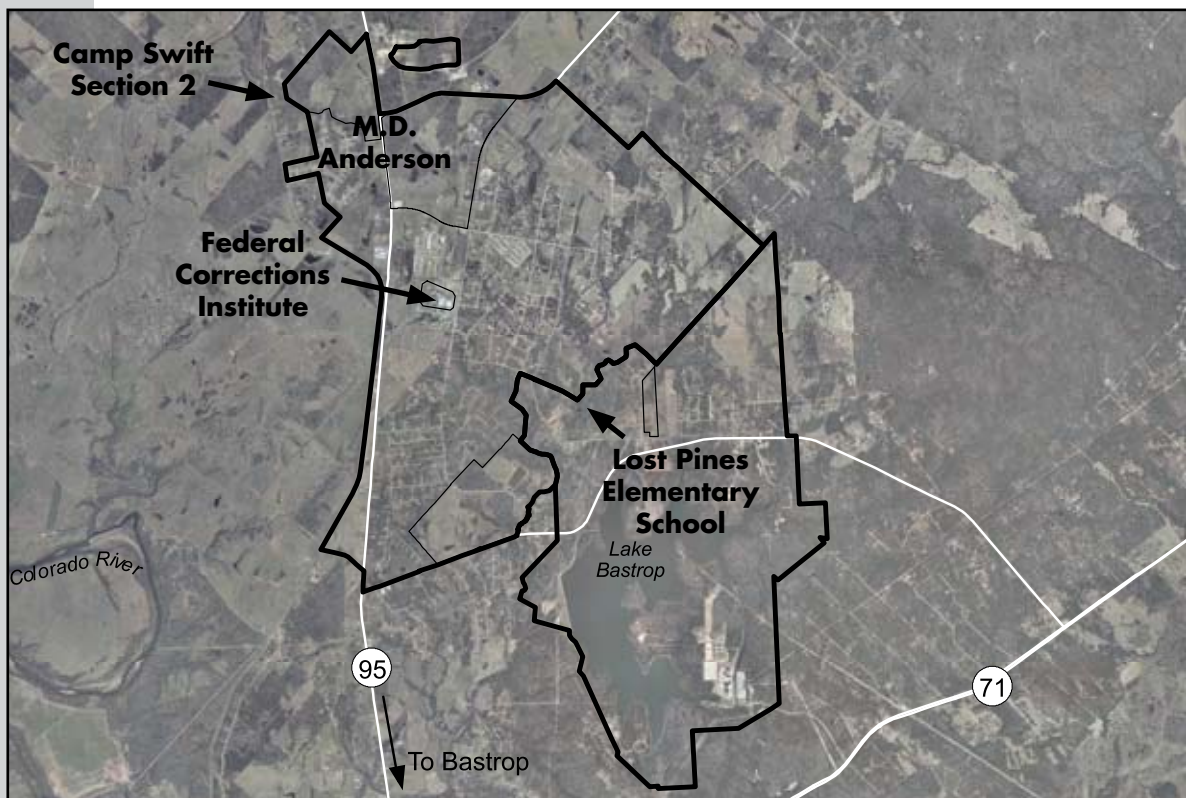 Camp Swift
Section 2
M.D.
Anderson
Federal
Corrections
Institute
Lost Pines
Elementary
School
Lake
Bastrop
Colorado River
95
71
To Bastrop